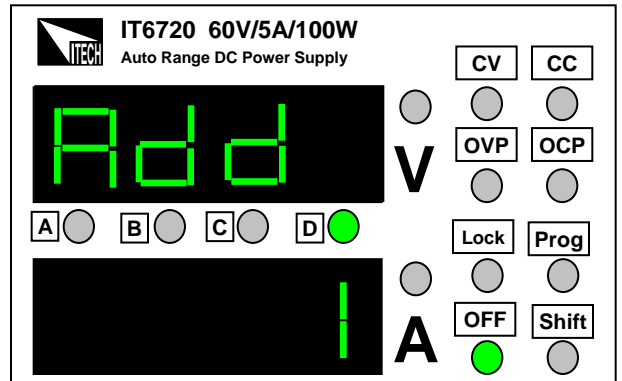 ITECH
IT6720 60V/5A/100W
Auto Range DC Power Supply
CV CC
Add
V
OVP OCP
A B C D
Lock Prog
1
A
OFF Shift